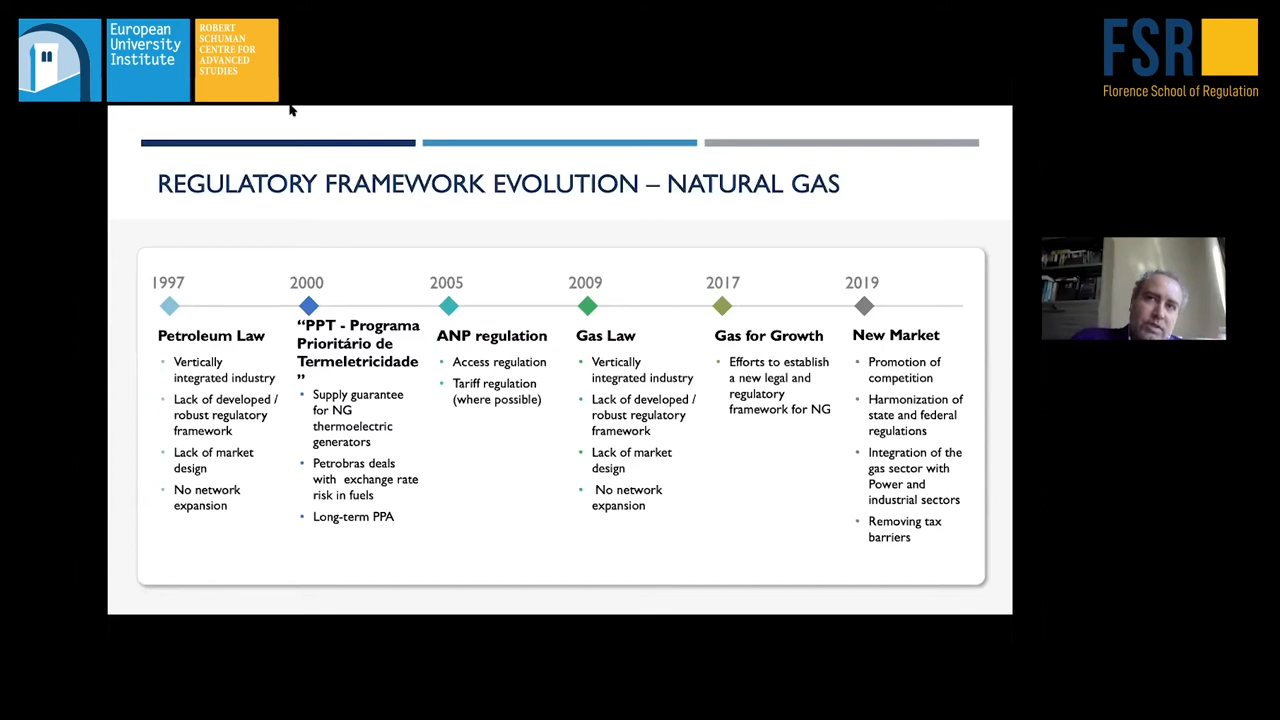 European
University
Institute
ROBERT
SCHUMAN
CENTRE FOR
ADVANCED
STUDIES
FSR
Florence School of Regulation
REGULATORY FRAMEWORK EVOLUTION – NATURAL GAS
1997
Petroleum Law
• Vertically
integrated industry
• Lack of developed /
robust regulatory
framework
• Lack of market
design
• No network
expansion
2000
“PPT - Programa
Prioritário de
Termeletricidade
”
• Supply guarantee
for NG
thermoelectric
generators
• Petrobras deals
with exchange rate
risk in fuels
• Long-term PPA
2005
ANP regulation
• Access regulation
• Tariff regulation
(where possible)
2009
Gas Law
• Vertically
integrated industry
• Lack of developed /
robust regulatory
framework
• Lack of market
design
• No network
expansion
2017
Gas for Growth
• Efforts to establish
a new legal and
regulatory
framework for NG
2019
New Market
• Promotion of
competition
• Harmonization of
state and federal
regulations
• Integration of the
gas sector with
Power and
industrial sectors
• Removing tax
barriers